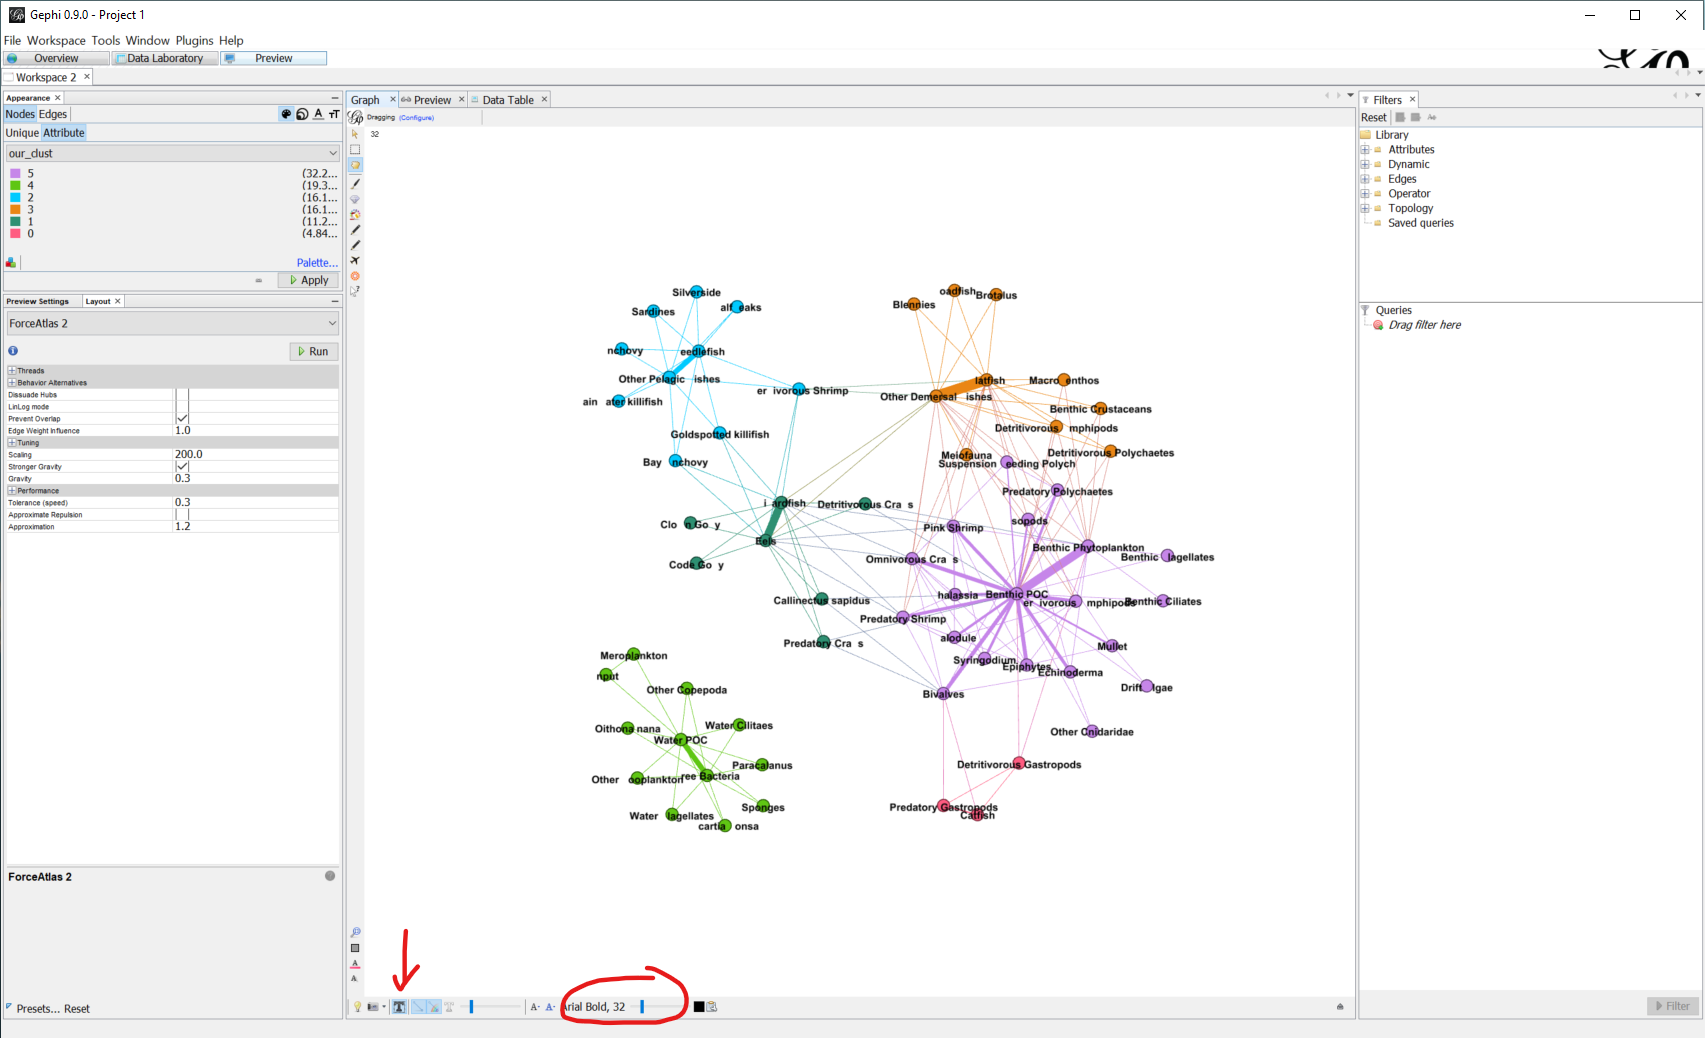 Gephi 0.9.0 - Project 1
File Workspace Tools Window Plugins Help
Overview Data Laboratory Preview
Workspace 2
Appearance
Nodes Edges
Unique Attribute
our_clust
5 (32.2...
4 (19.3...
2 (16.1...
3 (16.1...
1 (11.2...
0 (4.84...
Palette...
Apply
Preview Settings Layout
ForceAtlas 2
Run
Threads
Behavior Alternatives
Dissuade Hubs
LinLog mode
Prevent Overlap
Edge Weight Influence 1.0
Tuning
Scaling 200.0
Stronger Gravity
Gravity 0.3
Performance
Tolerance (speed) 0.3
Approximate Repulsion
Approximation 1.2
ForceAtlas 2
Presets... Reset
Graph Preview Data Table
Dragging (Configure)
32
Silverside
Sardines
alf eaks
nchovy
eedlefish
Other Pelagic ishes
ain ater killifish
er ivorous Shrimp
Goldspotted killifish
Bay nchovy
oadfish
Brotalus
Blennies
latfish
Macro enthos
Other Demersal ishes
Benthic Crustaceans
Detritivorous mphipods
Detritivorous Polychaetes
Meiofauna
Suspension eeding Polych
Predatory Polychaetes
i ardfish
Detritivorous Cra s
Clo n Go y
Eels
Code Go y
Callinectus sapidus
Predatory Cra s
sopods
Pink Shrimp
Benthic Phytoplankton
Benthic lagellates
Omnivorous Cra s
halassia
Benthic POC
er ivorous mphipods
Benthic Ciliates
Predatory Shrimp
alodule
Mullet
Syringodium
Epiphytes
Echinoderma
Drift lgae
Bivalves
Other Cnidaridae
Detritivorous Gastropods
Predatory Gastropods
Catfish
Meroplankton
nput
Other Copepoda
Oithona nana
Water Cilitaes
Water POC
Paracalanus
Other ooplankton
ree Bacteria
Sponges
Water lagellates
cartia onsa
Arial Bold, 32
Filters
Reset
Library
Attributes
Dynamic
Edges
Operator
Topology
Saved queries
Queries
Drag filter here
Filter